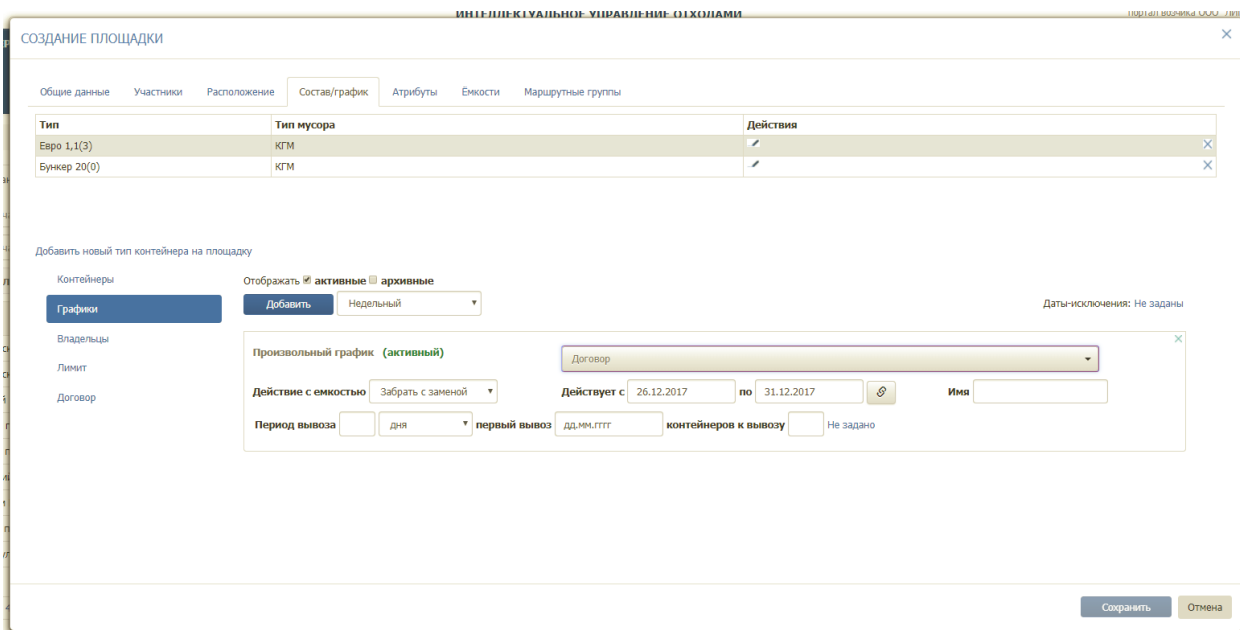 ИНТЕЛЛЕКТУАЛЬНОЕ УПРАВЛЕНИЕ ОТХОДАМИ
портал возчика ООО
СОЗДАНИЕ ПЛОЩАДКИ
Общие данные Участники Расположение Состав/график Атрибуты Ёмкости Маршрутные группы
Тип Тип мусора Действия
Евро 1,1(3) КГМ
Бункер 20(0) КГМ
Добавить новый тип контейнера на площадку
Контейнеры
Графики
Владельцы
Лимит
Договор
Отображать активные архивные
Добавить Недельный Даты-исключения: Не заданы
Произвольный график (активный) Договор
Действие с емкостью Забрать с заменой Действует с 26.12.2017 по 31.12.2017 Имя
Период вывоза дня первый вывоз дд.мм.гггг контейнеров к вывозу Не задано
Сохранить Отмена